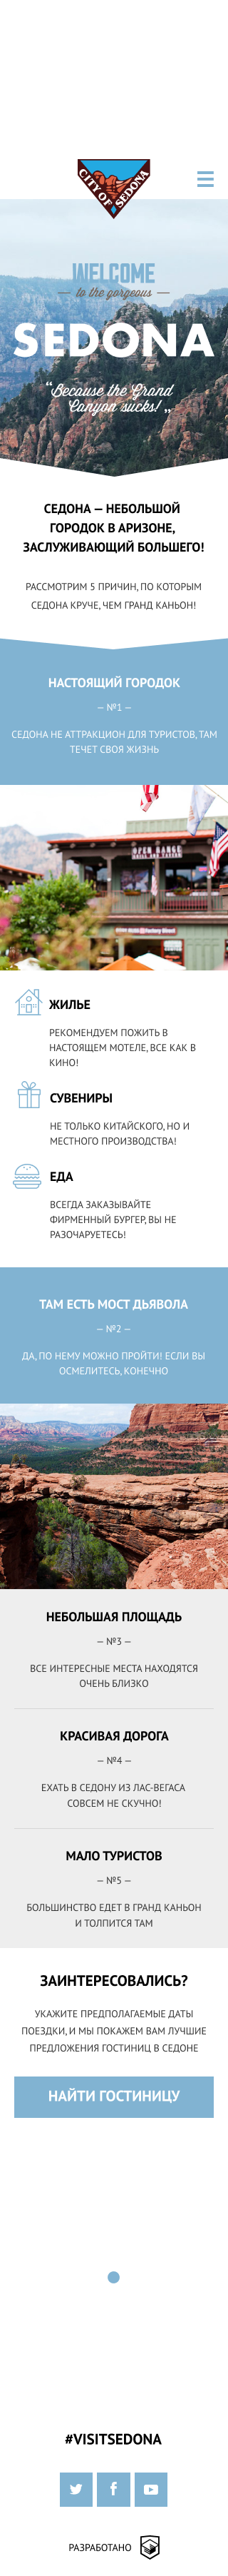 CITY OF SEDONA
WELCOME
to the gorgeous
SEDONA
“Because the Grand
Canyon sucks!„
СЕДОНА — НЕБОЛЬШОЙ
ГОРОДОК В АРИЗОНЕ,
ЗАСЛУЖИВАЮЩИЙ БОЛЬШЕГО!
РАССМОТРИМ 5 ПРИЧИН, ПО КОТОРЫМ
СЕДОНА КРУЧЕ, ЧЕМ ГРАНД КАНЬОН!
НАСТОЯЩИЙ ГОРОДОК
— №1 —
СЕДОНА НЕ АТТРАКЦИОН ДЛЯ ТУРИСТОВ, ТАМ
ТЕЧЕТ СВОЯ ЖИЗНЬ
ЖИЛЬЕ
РЕКОМЕНДУЕМ ПОЖИТЬ В
НАСТОЯЩЕМ МОТЕЛЕ, ВСЕ КАК В
КИНО!
СУВЕНИРЫ
НЕ ТОЛЬКО КИТАЙСКОГО, НО И
МЕСТНОГО ПРОИЗВОДСТВА!
ЕДА
ВСЕГДА ЗАКАЗЫВАЙТЕ
ФИРМЕННЫЙ БУРГЕР, ВЫ НЕ
РАЗОЧАРУЕТЕСЬ!
ТАМ ЕСТЬ МОСТ ДЬЯВОЛА
— №2 —
ДА, ПО НЕМУ МОЖНО ПРОЙТИ! ЕСЛИ ВЫ
ОСМЕЛИТЕСЬ, КОНЕЧНО
НЕБОЛЬШАЯ ПЛОЩАДЬ
— №3 —
ВСЕ ИНТЕРЕСНЫЕ МЕСТА НАХОДЯТСЯ
ОЧЕНЬ БЛИЗКО
КРАСИВАЯ ДОРОГА
— №4 —
ЕХАТЬ В СЕДОНУ ИЗ ЛАС-ВЕГАСА
СОВСЕМ НЕ СКУЧНО!
МАЛО ТУРИСТОВ
— №5 —
БОЛЬШИНСТВО ЕДЕТ В ГРАНД КАНЬОН
И ТОЛПИТСЯ ТАМ
ЗАИНТЕРЕСОВАЛИСЬ?
УКАЖИТЕ ПРЕДПОЛАГАЕМЫЕ ДАТЫ
ПОЕЗДКИ, И МЫ ПОКАЖЕМ ВАМ ЛУЧШИЕ
ПРЕДЛОЖЕНИЯ ГОСТИНИЦ В СЕДОНЕ
НАЙТИ ГОСТИНИЦУ
#VISITSEDONA
РАЗРАБОТАНО